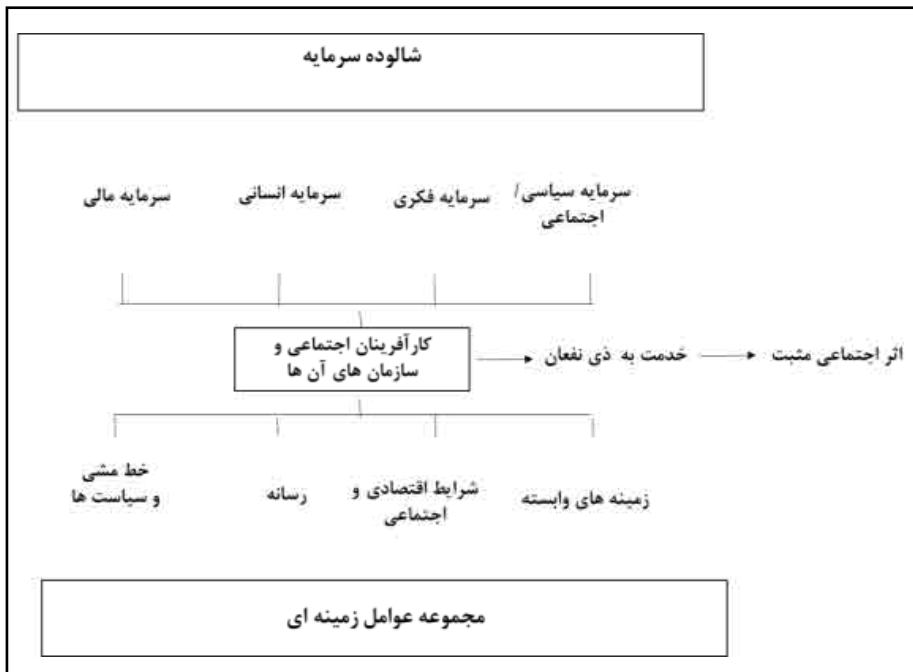 شالوده سرمایه
سرمایه سیاسی/
اجتماعی
سرمایه فکری
سرمایه انسانی
سرمایه مالی
کارآفرینان اجتماعی و
سازمان های آن ها
خدمت به ذی نفعان
اثر اجتماعی مثبت
زمینه های وابسته
شرایط اقتصادی و
اجتماعی
رسانه
خط مشی
و سیاست ها
مجموعه عوامل زمینه ای